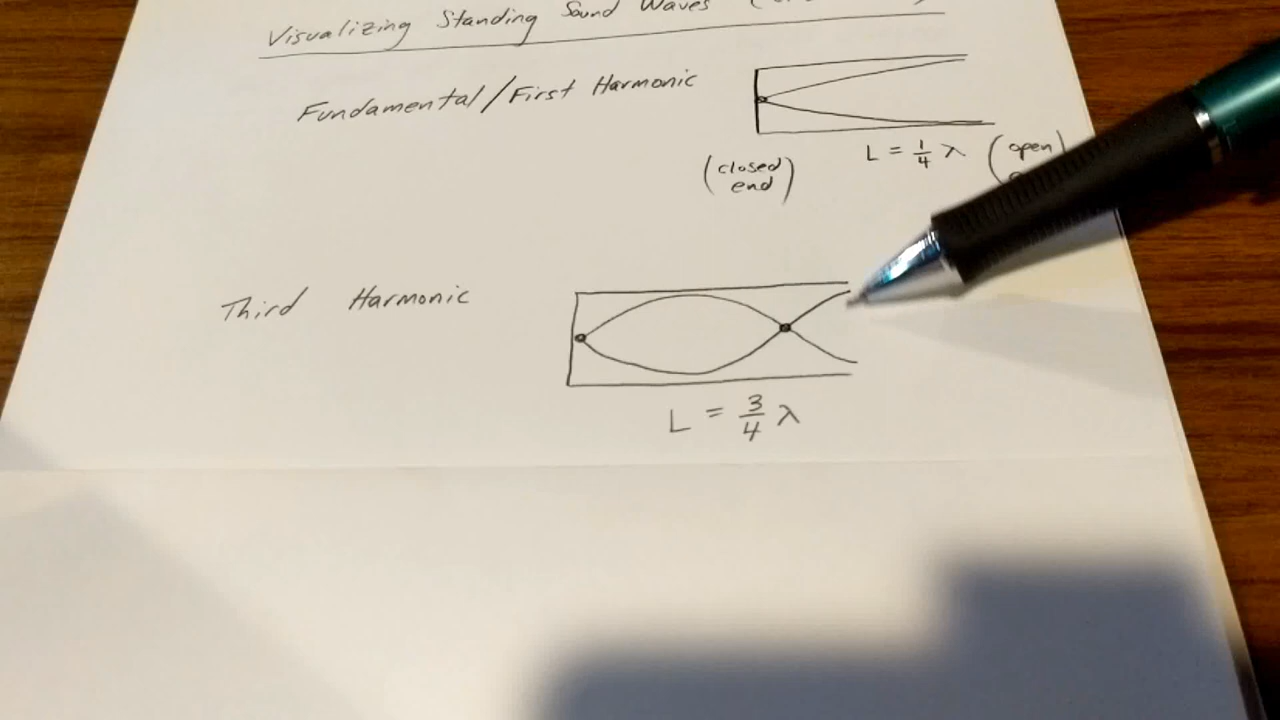 Visualizing Standing Sound Waves
Fundamental/First Harmonic
(closed end)
L = 1/4 λ
(open
Third Harmonic
L = 3/4 λ